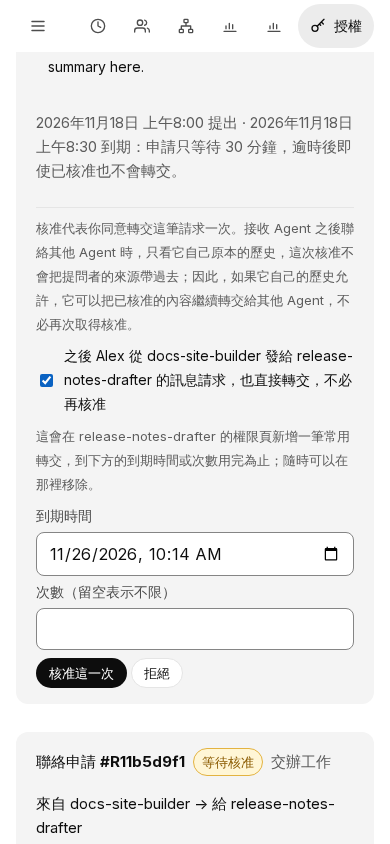 授權
summary here.
2026年11月18日 上午8:00 提出 · 2026年11月18日
上午8:30 到期：申請只等待 30 分鐘，逾時後即
使已核准也不會轉交。
核准代表你同意轉交這筆請求一次。接收 Agent 之後聯
絡其他 Agent 時，只看它自己原本的歷史，這次核准不
會把提問者的來源帶過去；因此，如果它自己的歷史允
許，它可以把已核准的內容繼續轉交給其他 Agent，不
必再次取得核准。
之後 Alex 從 docs-site-builder 發給 release-
notes-drafter 的訊息請求，也直接轉交，不必
再核准
這會在 release-notes-drafter 的權限頁新增一筆常用
轉交，到下方的到期時間或次數用完為止；隨時可以在
那裡移除。
到期時間
11/26/2026, 10:14 AM
次數（留空表示不限）
核准這一次 拒絕
聯絡申請 #R11b5d9f1 等待核准 交辦工作
來自 docs-site-builder → 給 release-notes-
drafter